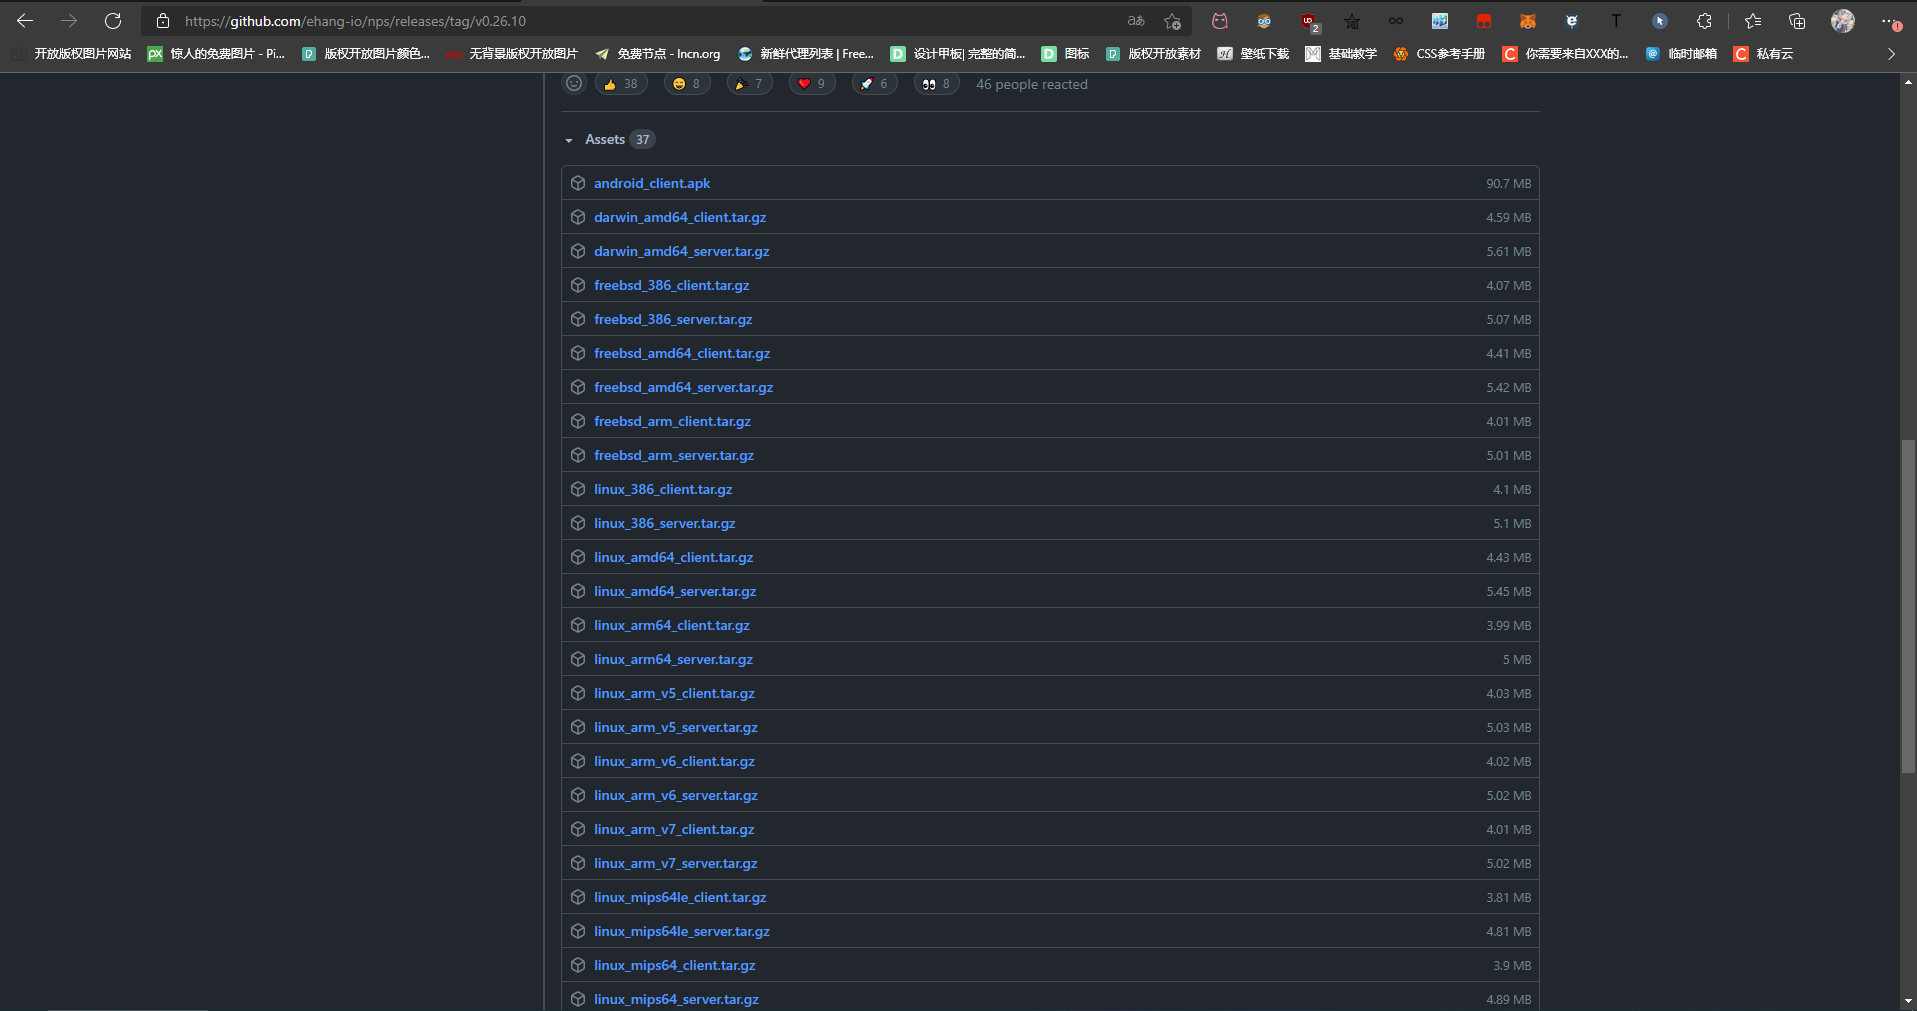 https://github.com/ehang-io/nps/releases/tag/v0.26.10
开放版权图片网站 惊人的免费图片 - Pi... 版权开放图片颜色... 无背景版权开放图片 免费节点 - Incn.org 新鲜代理列表 | Free... 设计甲板| 完整的简... 图标 版权开放素材 壁纸下载 基础教学 CSS参考手册 你需要来自XXX的... 临时邮箱 私有云
38 8 7 9 6 8 46 people reacted
Assets 37
android_client.apk 90.7 MB
darwin_amd64_client.tar.gz 4.59 MB
darwin_amd64_server.tar.gz 5.61 MB
freebsd_386_client.tar.gz 4.07 MB
freebsd_386_server.tar.gz 5.07 MB
freebsd_amd64_client.tar.gz 4.41 MB
freebsd_amd64_server.tar.gz 5.42 MB
freebsd_arm_client.tar.gz 4.01 MB
freebsd_arm_server.tar.gz 5.01 MB
linux_386_client.tar.gz 4.1 MB
linux_386_server.tar.gz 5.1 MB
linux_amd64_client.tar.gz 4.43 MB
linux_amd64_server.tar.gz 5.45 MB
linux_arm64_client.tar.gz 3.99 MB
linux_arm64_server.tar.gz 5 MB
linux_arm_v5_client.tar.gz 4.03 MB
linux_arm_v5_server.tar.gz 5.03 MB
linux_arm_v6_client.tar.gz 4.02 MB
linux_arm_v6_server.tar.gz 5.02 MB
linux_arm_v7_client.tar.gz 4.01 MB
linux_arm_v7_server.tar.gz 5.02 MB
linux_mips64le_client.tar.gz 3.81 MB
linux_mips64le_server.tar.gz 4.81 MB
linux_mips64_client.tar.gz 3.9 MB
linux_mips64_server.tar.gz 4.89 MB